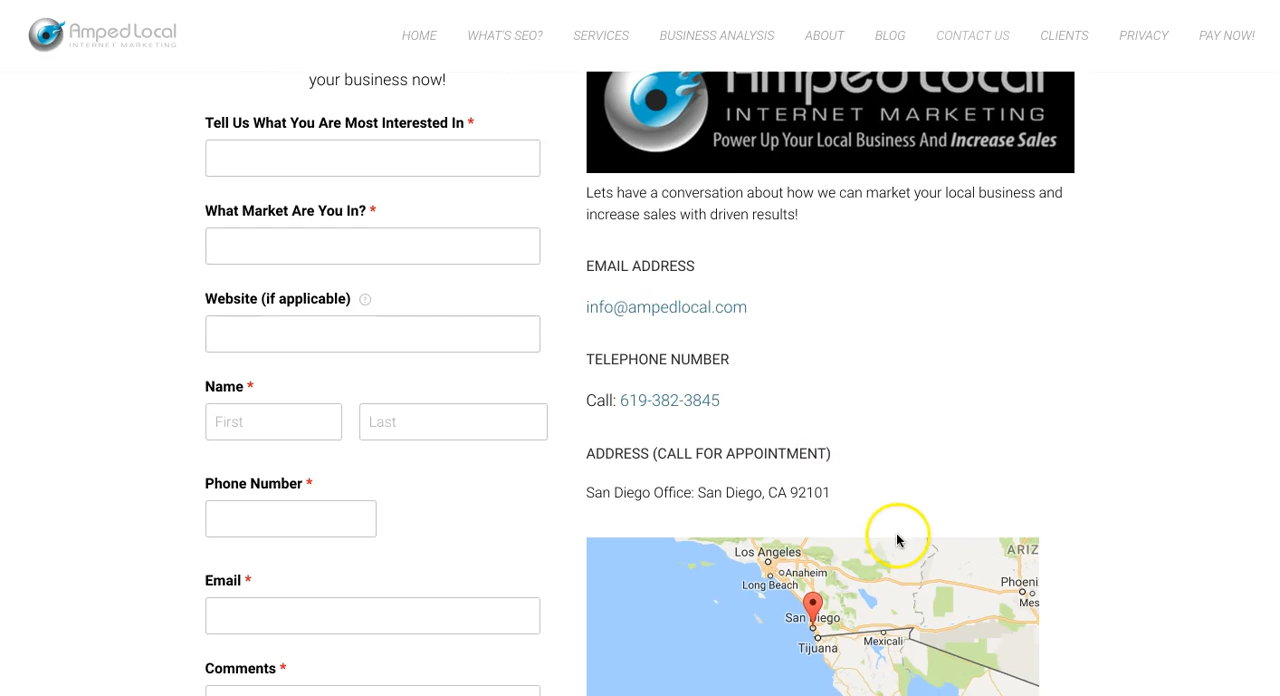 Amped Local
INTERNET MARKETING
HOME WHAT'S SEO? SERVICES BUSINESS ANALYSIS ABOUT BLOG CONTACT US CLIENTS PRIVACY PAY NOW!
your business now!
Tell Us What You Are Most Interested In *
What Market Are You In? *
Website (if applicable) ?
Name *
First Last
Phone Number *
Email *
Comments *
Amped Local
INTERNET MARKETING
Power Up Your Local Business And Increase Sales
Lets have a conversation about how we can market your local business and
increase sales with driven results!
EMAIL ADDRESS
info@ampedlocal.com
TELEPHONE NUMBER
Call: 619-382-3845
ADDRESS (CALL FOR APPOINTMENT)
San Diego Office: San Diego, CA 92101
Los Angeles
ARIZ
Anaheim
Long Beach
Phoeni
Mes
San Diego
Tijuana
Mexicali